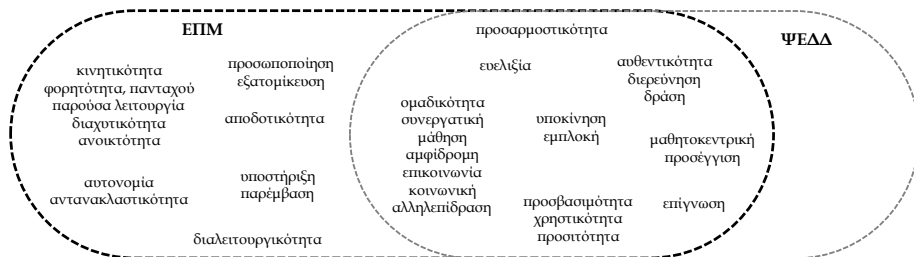 ΕΠΜ
κινητικότητα
φορητότητα, πανταχού
παρούσα λειτουργία
διαχυτικότητα
ανοικτότητα
προσωποποίηση
εξατομίκευση
αποδοτικότητα
αυτονομία
αντανακλαστικότητα
υποστήριξη
παρέμβαση
διαλειτουργικότητα
προσαρμοστικότητα
ευελιξία
ομαδικότητα
συνεργατική
μάθηση
αμφίδρομη
επικοινωνία
κοινωνική
αλληλεπίδραση
υποκίνηση
εμπλοκή
προσβασιμότητα
χρηστικότητα
προσιτότητα
αυθεντικότητα
διερεύνηση
δράση
μαθητοκεντρική
προσέγγιση
επίγνωση
ΨΕΔΔ